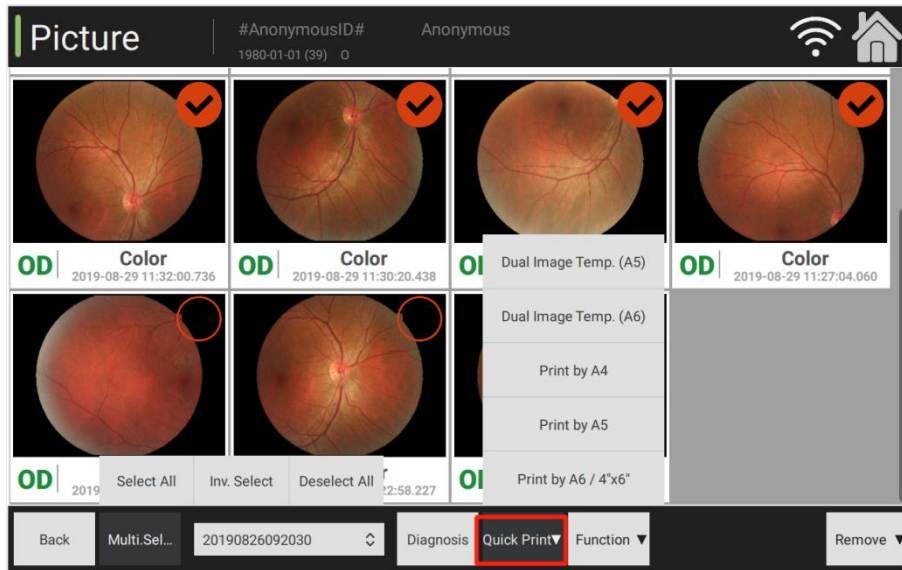 Picture
#AnonymousID#
Anonymous
1980-01-01 (39) O
OD
Color
2019-08-29 11:32:00.736
OD
Color
2019-08-29 11:30:20.438
Dual Image Temp. (A5)
OD
Color
2019-08-29 11:27:04.060
Dual Image Temp. (A6)
Print by A4
Print by A5
Print by A6 / 4"x6"
OD
2019
Select All
Inv. Select
Deselect All
2:58.227
Back
Multi.Sel...
20190826092030
Diagnosis
Quick Print▼
Function ▼
Remove ▼